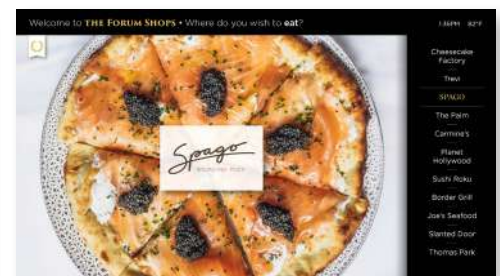 Welcome to THE FORUM SHOPS • Where do you wish to eat?
1:35PM 82°F
Cheesecake
Factory
Trevi
SPAGO
The Palm
Carmine's
Planet
Hollywood
Sushi Roku
Border Grill
Joe's Seafood
Slanted Door
Thomas Park
Spago